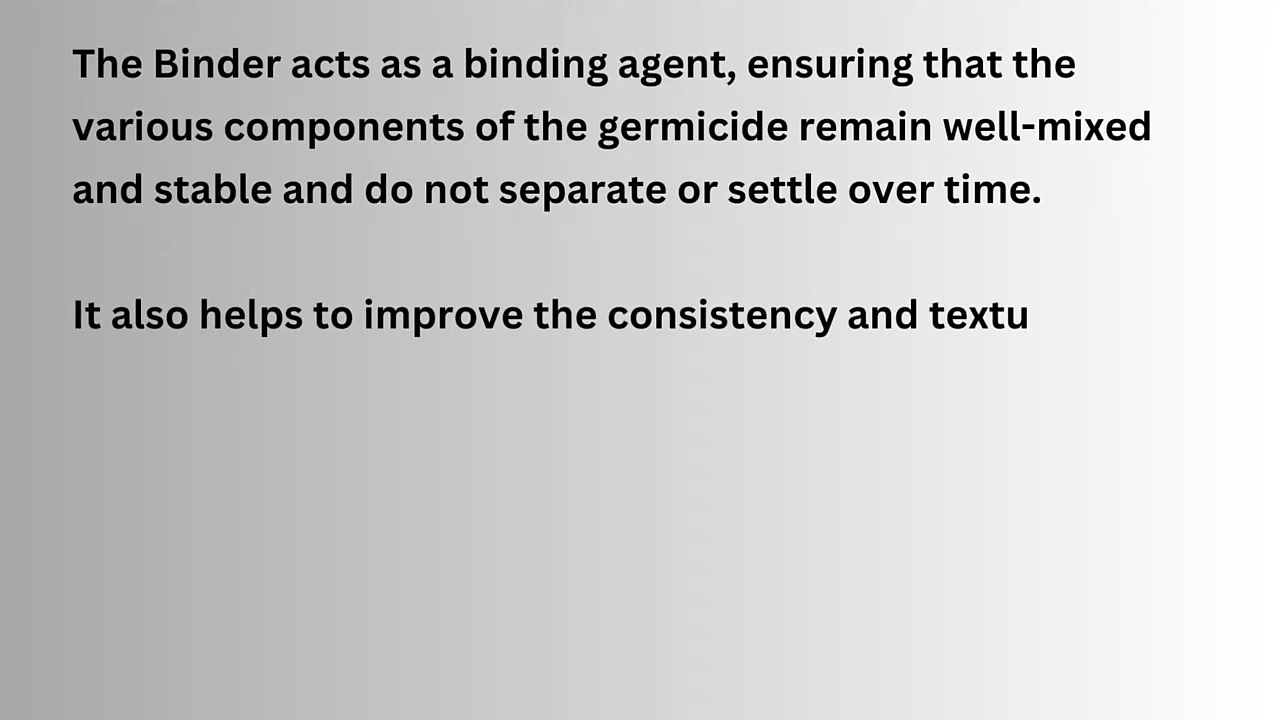 The Binder acts as a binding agent, ensuring that the
various components of the germicide remain well-mixed
and stable and do not separate or settle over time.
It also helps to improve the consistency and textu